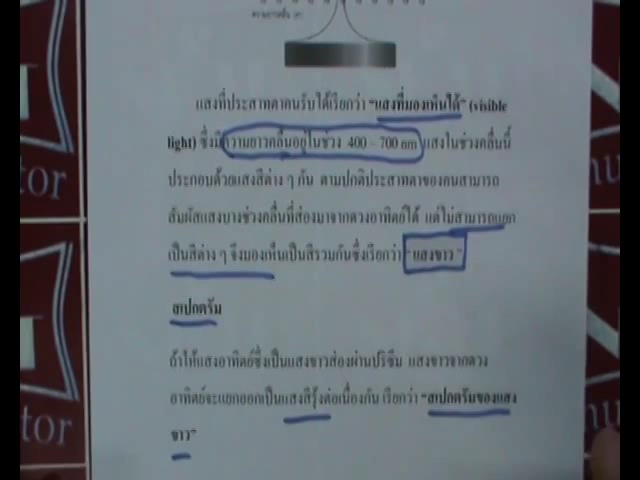 ความยาวคลื่น
แสงที่ประสาทตาคนรับได้เรียกว่า "แสงที่มองเห็นได้" (visible
light) ซึ่งมีความยาวคลื่นอยู่ในช่วง 400 – 700 nm แสงในช่วงคลื่นนี้
ประกอบด้วยแสงสีต่าง ๆ กัน ตามปกติประสาทตาของคนสามารถ
สัมผัสแสงบางช่วงคลื่นที่ส่องมาจากดวงอาทิตย์ได้ แต่ไม่สามารถแยก
เป็นสีต่าง ๆ จึงมองเห็นเป็นสีรวมกันซึ่งเรียกว่า "แสงขาว"
สเปกตรัม
ถ้าให้แสงอาทิตย์ซึ่งเป็นแสงขาวส่องผ่านปริซึม แสงขาวจากดวง
อาทิตย์จะแยกออกเป็นแสงสีรุ้งต่อเนื่องกัน เรียกว่า "สเปกตรัมของแสง
ขาว"
tor
tor
nu
hu